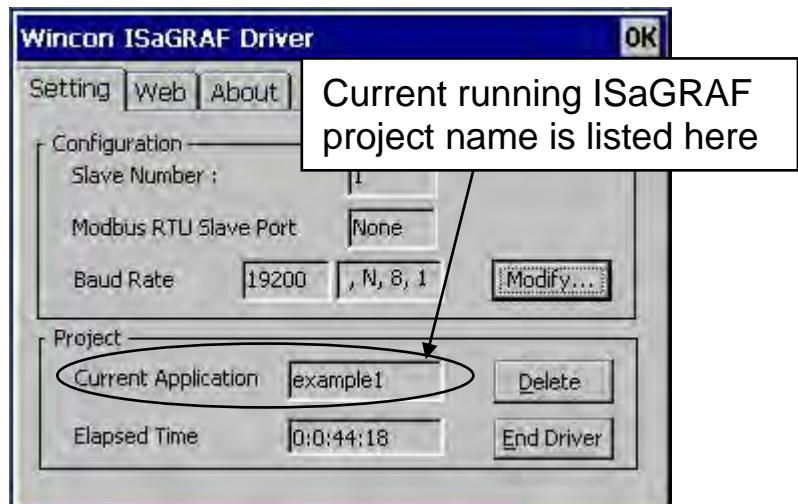 Wincon ISaGRAF Driver OK
Setting Web About
Current running ISaGRAF
project name is listed here
Configuration
Slave Number : 1
Modbus RTU Slave Port None
Baud Rate 19200 , N, 8, 1 Modify...
Project
Current Application example1 Delete
Elapsed Time 0:0:44:18 End Driver